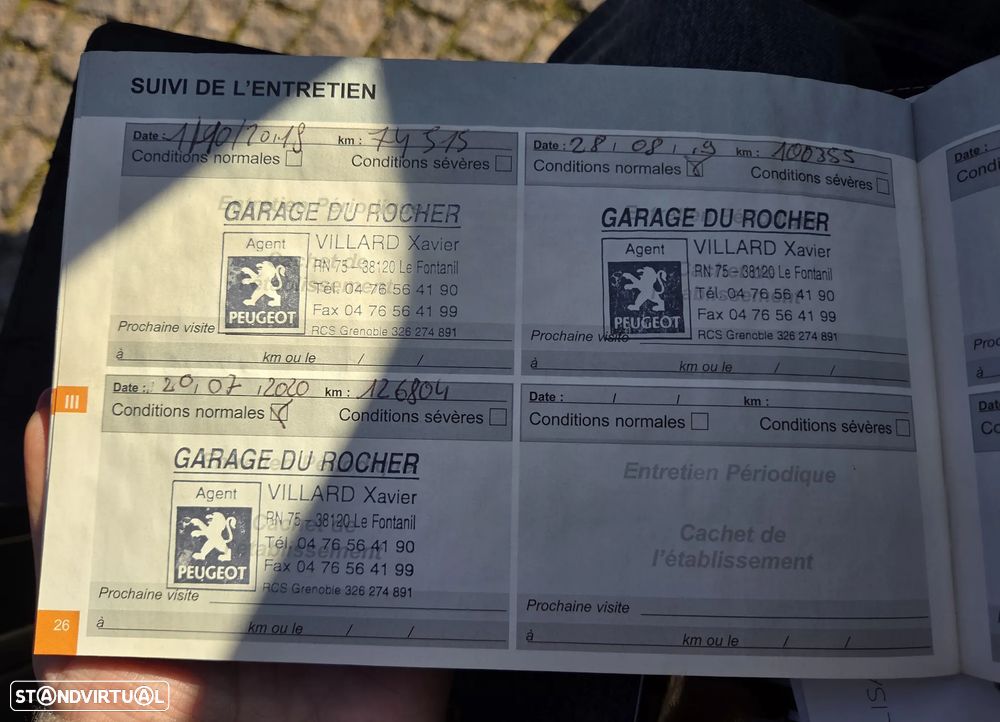 SUIVI DE L'ENTRETIEN
Date : 1/10/2018 km : 74 515
Conditions normales Conditions sévères
Entretien Périodique
GARAGE DU ROCHER
Agent
VILLARD Xavier
RN 75 - 38120 Le Fontanil
Tél. 04 76 56 41 90
Fax 04 76 56 41 99
PEUGEOT
RCS Grenoble 326 274 891
Prochaine visite
à km ou le / /
Date : 28, 08, .9 km : 100355
Conditions normales Conditions sévères
GARAGE DU ROCHER
Agent
VILLARD Xavier
RN 75 - 38120 Le Fontanil
Tél. 04 76 56 41 90
Fax 04 76 56 41 99
PEUGEOT
RCS Grenoble 326 274 891
Prochaine visite
à km ou le / /
III
Date : 20, 07, 2020 km : 126804
Conditions normales Conditions sévères
GARAGE DU ROCHER
Agent
VILLARD Xavier
RN 75 - 38120 Le Fontanil
Tél. 04 76 56 41 90
Fax 04 76 56 41 99
PEUGEOT
RCS Grenoble 326 274 891
Prochaine visite
à km ou le / /
Date : / / km :
Conditions normales Conditions sévères
Entretien Périodique
Cachet de
l'établissement
Prochaine visite
à km ou le / /
26
STANDVIRTUAL